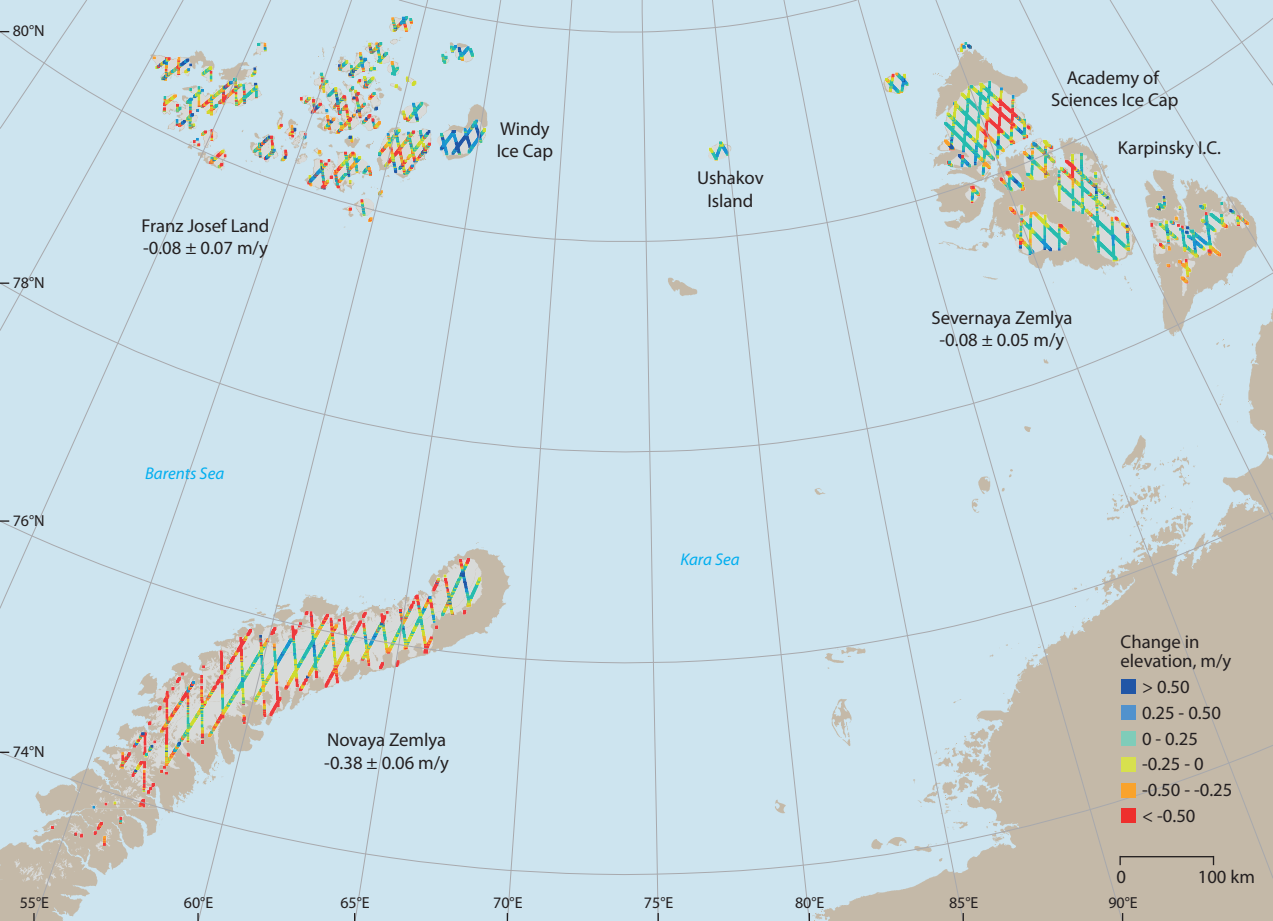 80°N
Academy of
Sciences Ice Cap
Windy
Ice Cap
Karpinsky I.C.
Ushakov
Island
Franz Josef Land
-0.08 ± 0.07 m/y
78°N
Severnaya Zemlya
-0.08 ± 0.05 m/y
Barents Sea
76°N
Kara Sea
Change in
elevation, m/y
> 0.50
0.25 - 0.50
0 - 0.25
-0.25 - 0
-0.50 - -0.25
< -0.50
Novaya Zemlya
-0.38 ± 0.06 m/y
74°N
0 100 km
55°E 60°E 65°E 70°E 75°E 80°E 85°E 90°E